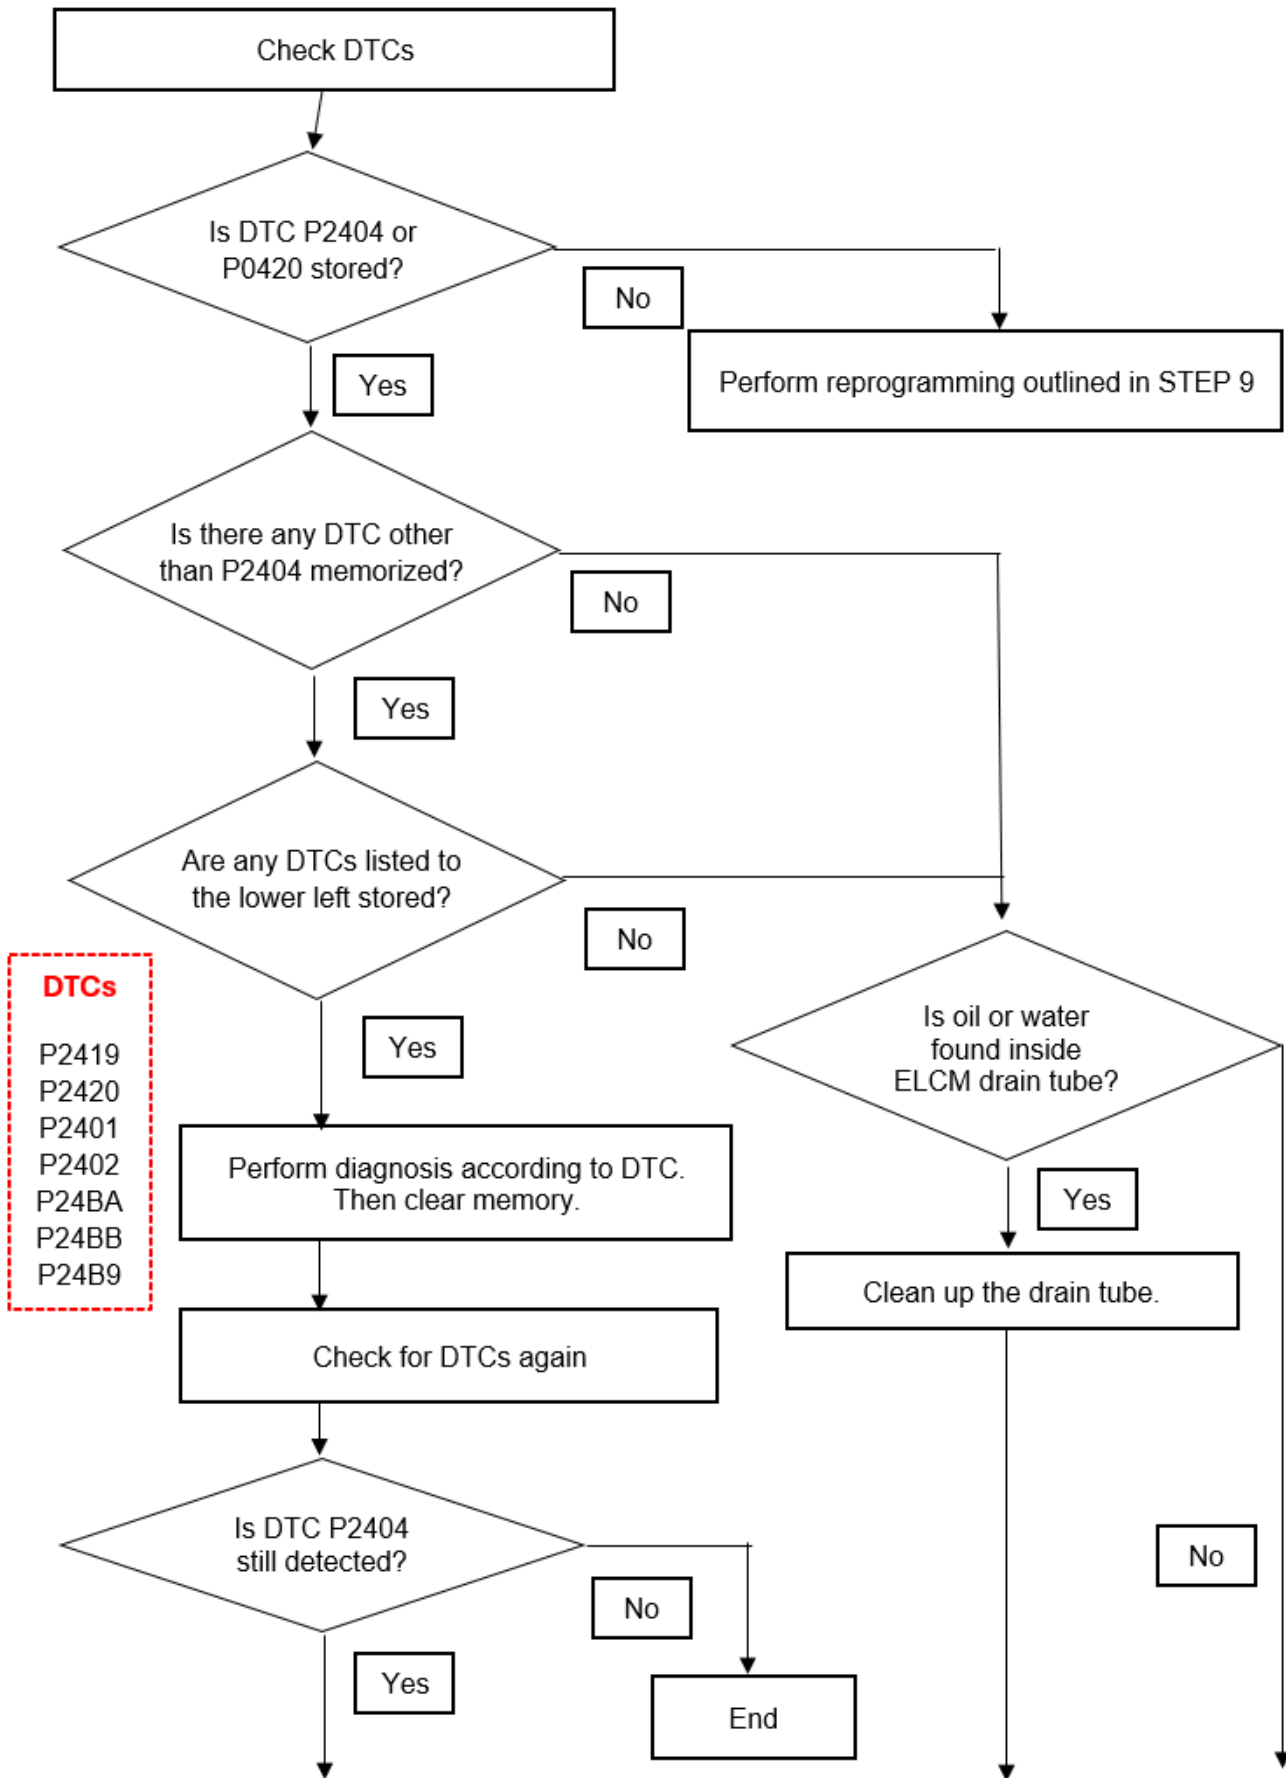 Check DTCs
Is DTC P2404 or
P0420 stored?
No
Perform reprogramming outlined in STEP 9
Yes
Is there any DTC other
than P2404 memorized?
No
Yes
Are any DTCs listed to
the lower left stored?
No
DTCs
P2419
P2420
P2401
P2402
P24BA
P24BB
P24B9
Yes
Is oil or water
found inside
ELCM drain tube?
Perform diagnosis according to DTC.
Then clear memory.
Yes
Clean up the drain tube.
Check for DTCs again
Is DTC P2404
still detected?
No
No
Yes
End